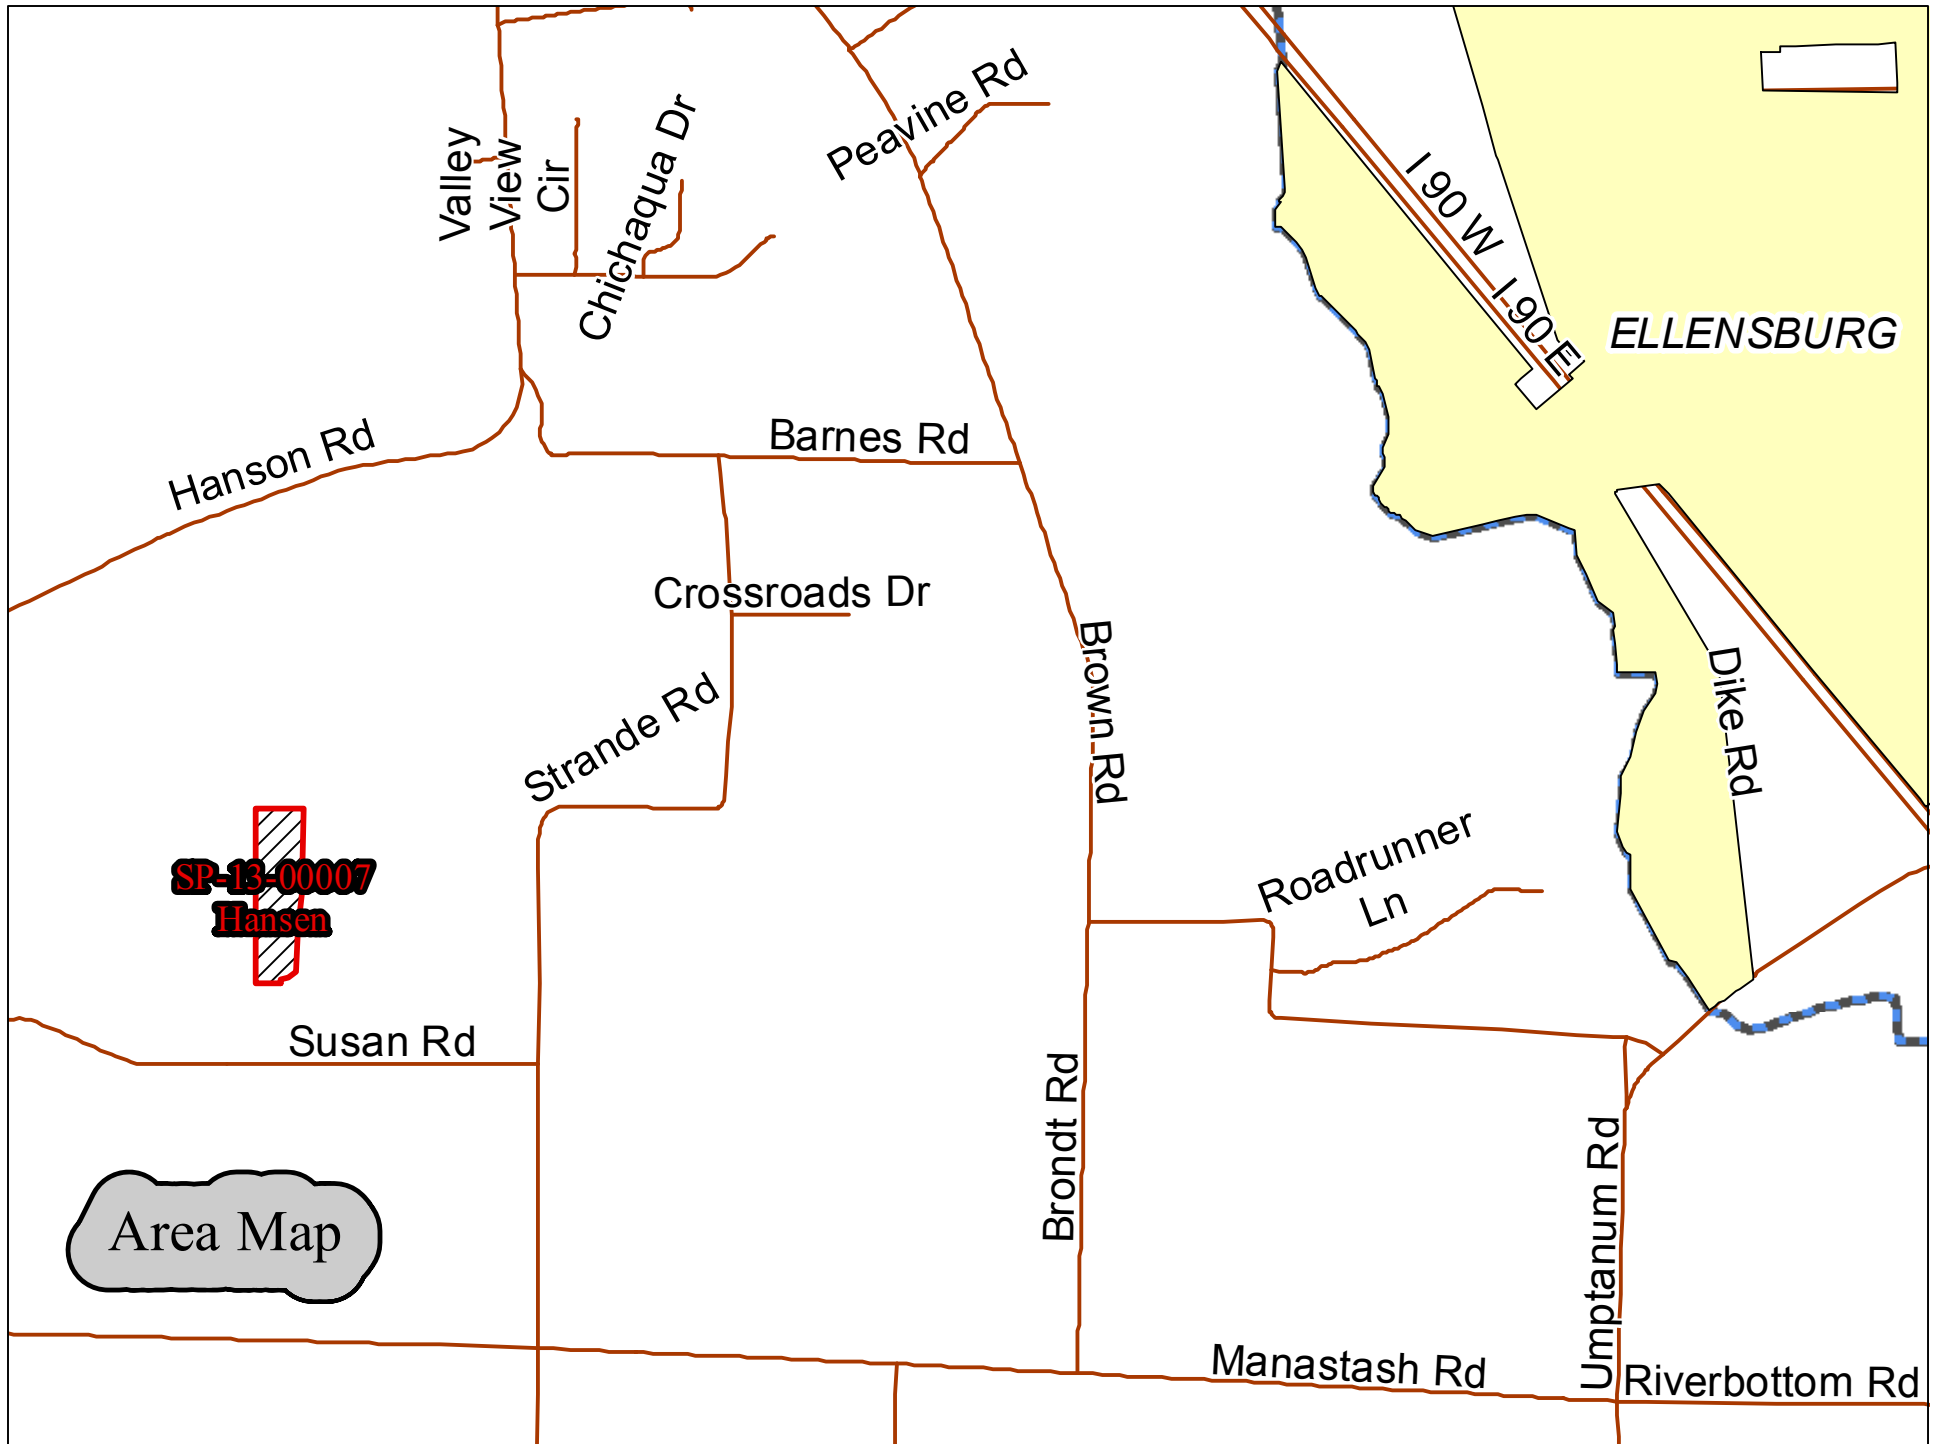 Peavine Rd
Valley
View
Cir
Chichaqua Dr
I 90 W
I 90 E
ELLENSBURG
Hanson Rd
Barnes Rd
Crossroads Dr
Brown Rd
Dike Rd
Strande Rd
Roadrunner
Ln
SP-13-00007
Hansen
Susan Rd
Brondt Rd
Umptanum Rd
Area Map
Manastash Rd
Riverbottom Rd